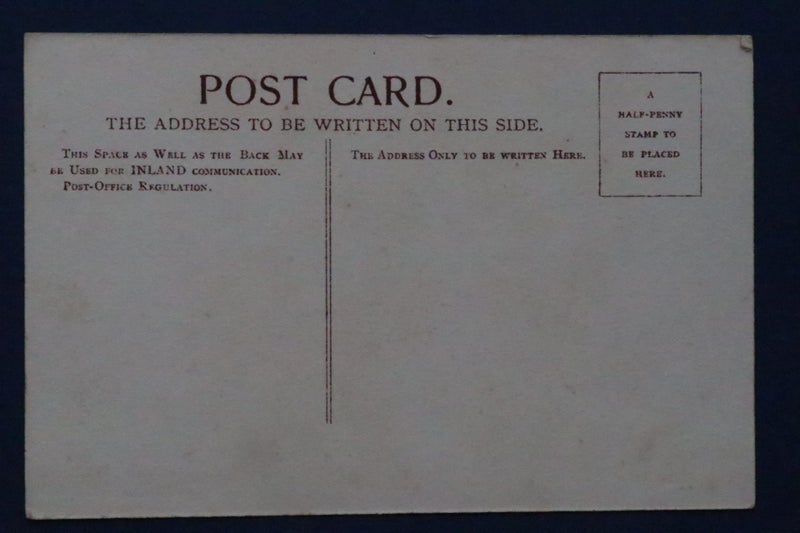 POST CARD.
THE ADDRESS TO BE WRITTEN ON THIS SIDE.
THIS SPACE AS WELL AS THE BACK MAY
BE USED FOR INLAND COMMUNICATION.
POST-OFFICE REGULATION.
THE ADDRESS ONLY TO BE WRITTEN HERE.
A
HALF-PENNY
STAMP TO
BE PLACED
HERE.